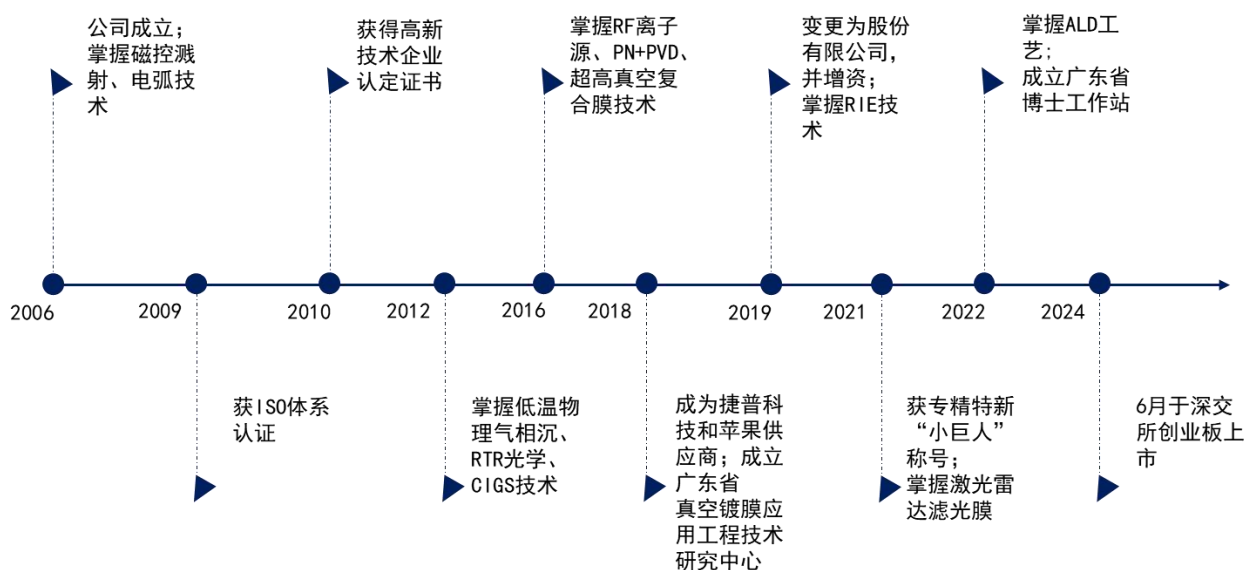 公司成立；
掌握磁控溅
射、电弧技
术
获得高新
技术企业
认定证书
掌握RF离子
源、PN+PVD、
超高真空复
合膜技术
变更为股份
有限公司，
并增资；
掌握RIE技
术
掌握ALD工
艺；
成立广东省
博士工作站
2006
2009
2010
2012
2016
2018
2019
2021
2022
2024
获ISO体系
认证
掌握低温物
理气相沉、
RTR光学、
CIGS技术
成为捷普科
技和苹果供
应商；成立
广东省
真空镀膜应
用工程技术
研究中心
获专精特新
“小巨人”
称号；
掌握激光雷
达滤光膜
6月于深交
所创业板上
市